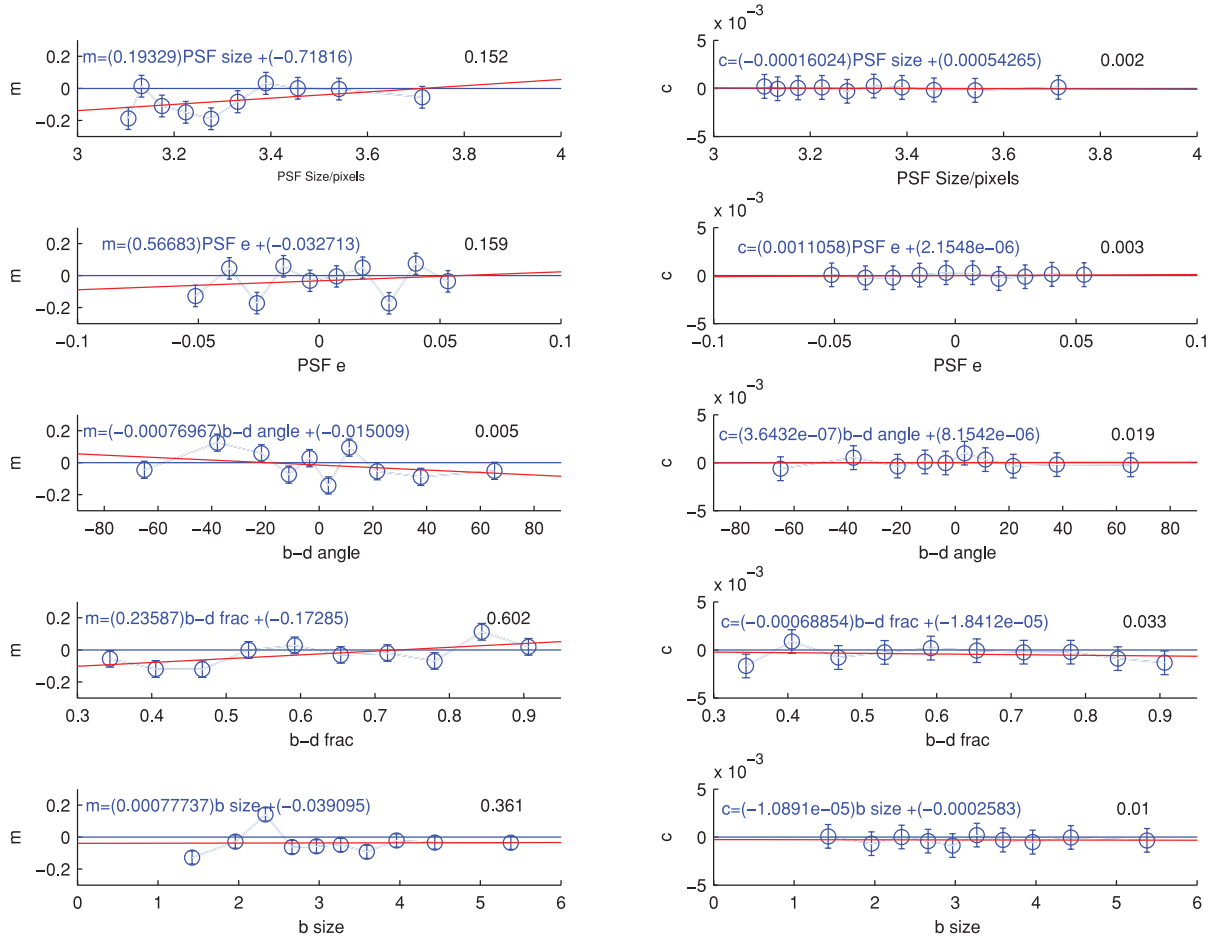 0.2
0
−0.2
m
m=(0.19329)PSF size +(−0.71816)
0.152
3 3.2 3.4 3.6 3.8 4
PSF Size/pixels
x 10−3
5
0
−5
c
c=(−0.00016024)PSF size +(0.00054265)
0.002
3 3.2 3.4 3.6 3.8 4
PSF Size/pixels
0.2
0
−0.2
m
m=(0.56683)PSF e +(−0.032713)
0.159
−0.1 −0.05 0 0.05 0.1
PSF e
x 10−3
5
0
−5
c
c=(0.0011058)PSF e +(2.1548e−06)
0.003
−0.1 −0.05 0 0.05 0.1
PSF e
0.2
0
−0.2
m
m=(−0.00076967)b−d angle +(−0.015009)
0.005
−80 −60 −40 −20 0 20 40 60 80
b−d angle
x 10−3
5
0
−5
c
c=(3.6432e−07)b−d angle +(8.1542e−06)
0.019
−80 −60 −40 −20 0 20 40 60 80
b−d angle
0.2
0
−0.2
m
m=(0.23587)b−d frac +(−0.17285)
0.602
0.3 0.4 0.5 0.6 0.7 0.8 0.9
b−d frac
x 10−3
5
0
−5
c
c=(−0.00068854)b−d frac +(−1.8412e−05)
0.033
0.3 0.4 0.5 0.6 0.7 0.8 0.9
b−d frac
0.2
0
−0.2
m
m=(0.00077737)b size +(−0.039095)
0.361
0 1 2 3 4 5 6
b size
x 10−3
5
0
−5
c
c=(−1.0891e−05)b size +(−0.0002583)
0.01
0 1 2 3 4 5 6
b size